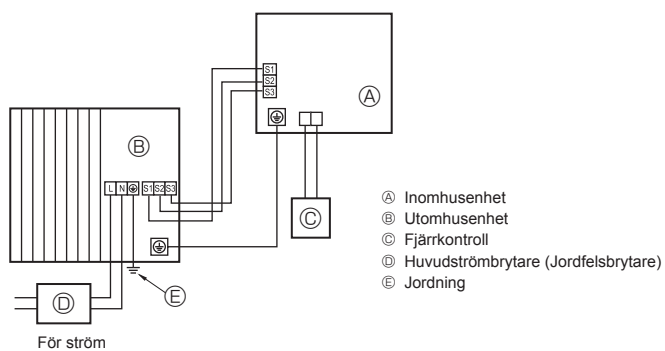 S1
S2
S3
Ⓐ
Ⓑ
L N S1 S2 S3
Ⓒ
Ⓓ
Ⓔ
För ström
Ⓐ Inomhusenhet
Ⓑ Utomhusenhet
Ⓒ Fjärrkontroll
Ⓓ Huvudströmbrytare (Jordfelsbrytare)
Ⓔ Jordning